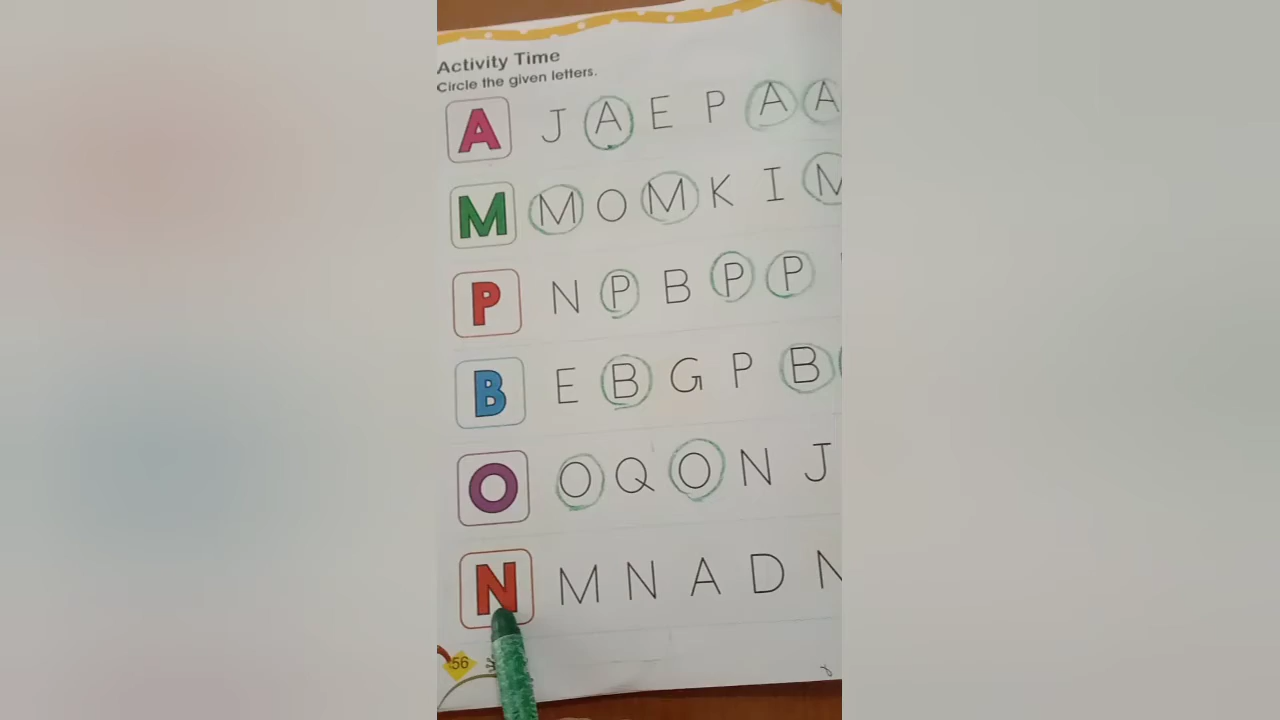 Activity Time
Circle the given letters.
A J A E P A A
M M O M K I M
P N P B P P
B E B G P B
O O Q O N J
N M N A D
56